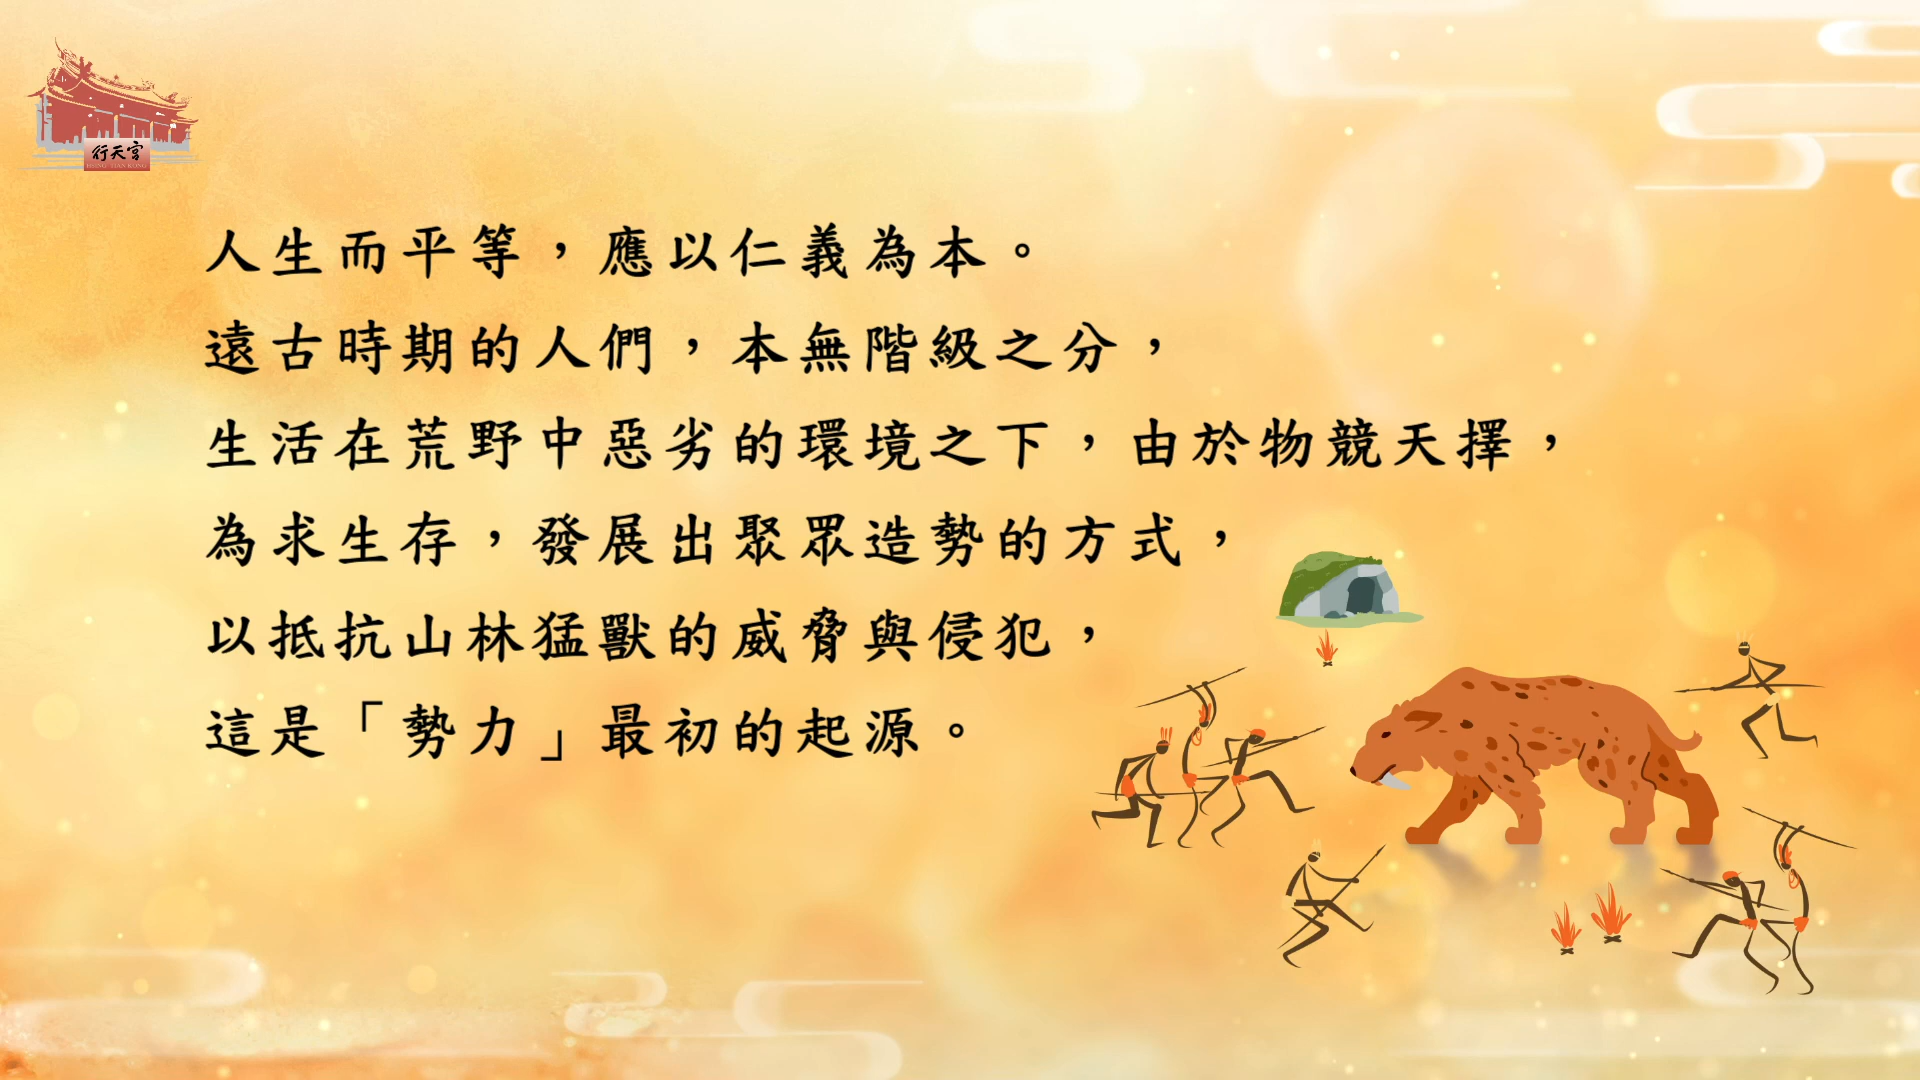 行天宮
人生而平等，應以仁義為本。
遠古時期的人們，本無階級之分，
生活在荒野中惡劣的環境之下，由於物競天擇，
為求生存，發展出聚眾造勢的方式，
以抵抗山林猛獸的威脅與侵犯，
這是「勢力」最初的起源。